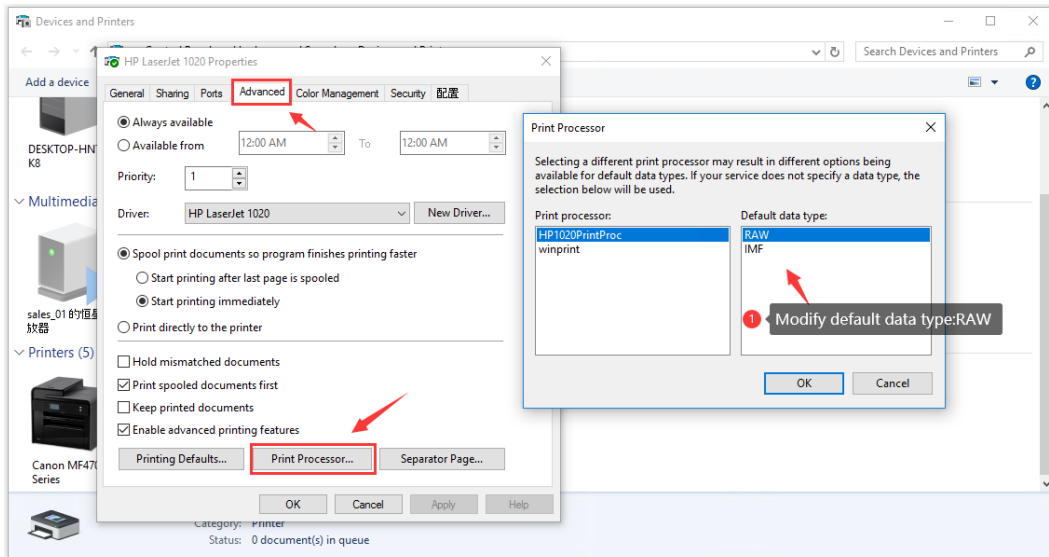 Devices and Printers
Search Devices and Printers
Add a device
DESKTOP-HN
K8
Multimedia
sales_01 的恒星
放器
Printers (5)
Canon MF470
Series
Category: Printer
Status: 0 document(s) in queue
HP LaserJet 1020 Properties
General Sharing Ports Advanced Color Management Security 配置
Always available
Available from 12:00 AM To 12:00 AM
Priority: 1
Driver: HP LaserJet 1020 New Driver...
Spool print documents so program finishes printing faster
Start printing after last page is spooled
Start printing immediately
Print directly to the printer
Hold mismatched documents
Print spooled documents first
Keep printed documents
Enable advanced printing features
Printing Defaults... Print Processor... Separator Page...
OK Cancel Apply Help
Print Processor
Selecting a different print processor may result in different options being
available for default data types. If your service does not specify a data type, the
selection below will be used.
Print processor: Default data type:
HP1020PrintProc RAW
winprint IMF
1 Modify default data type:RAW
OK Cancel